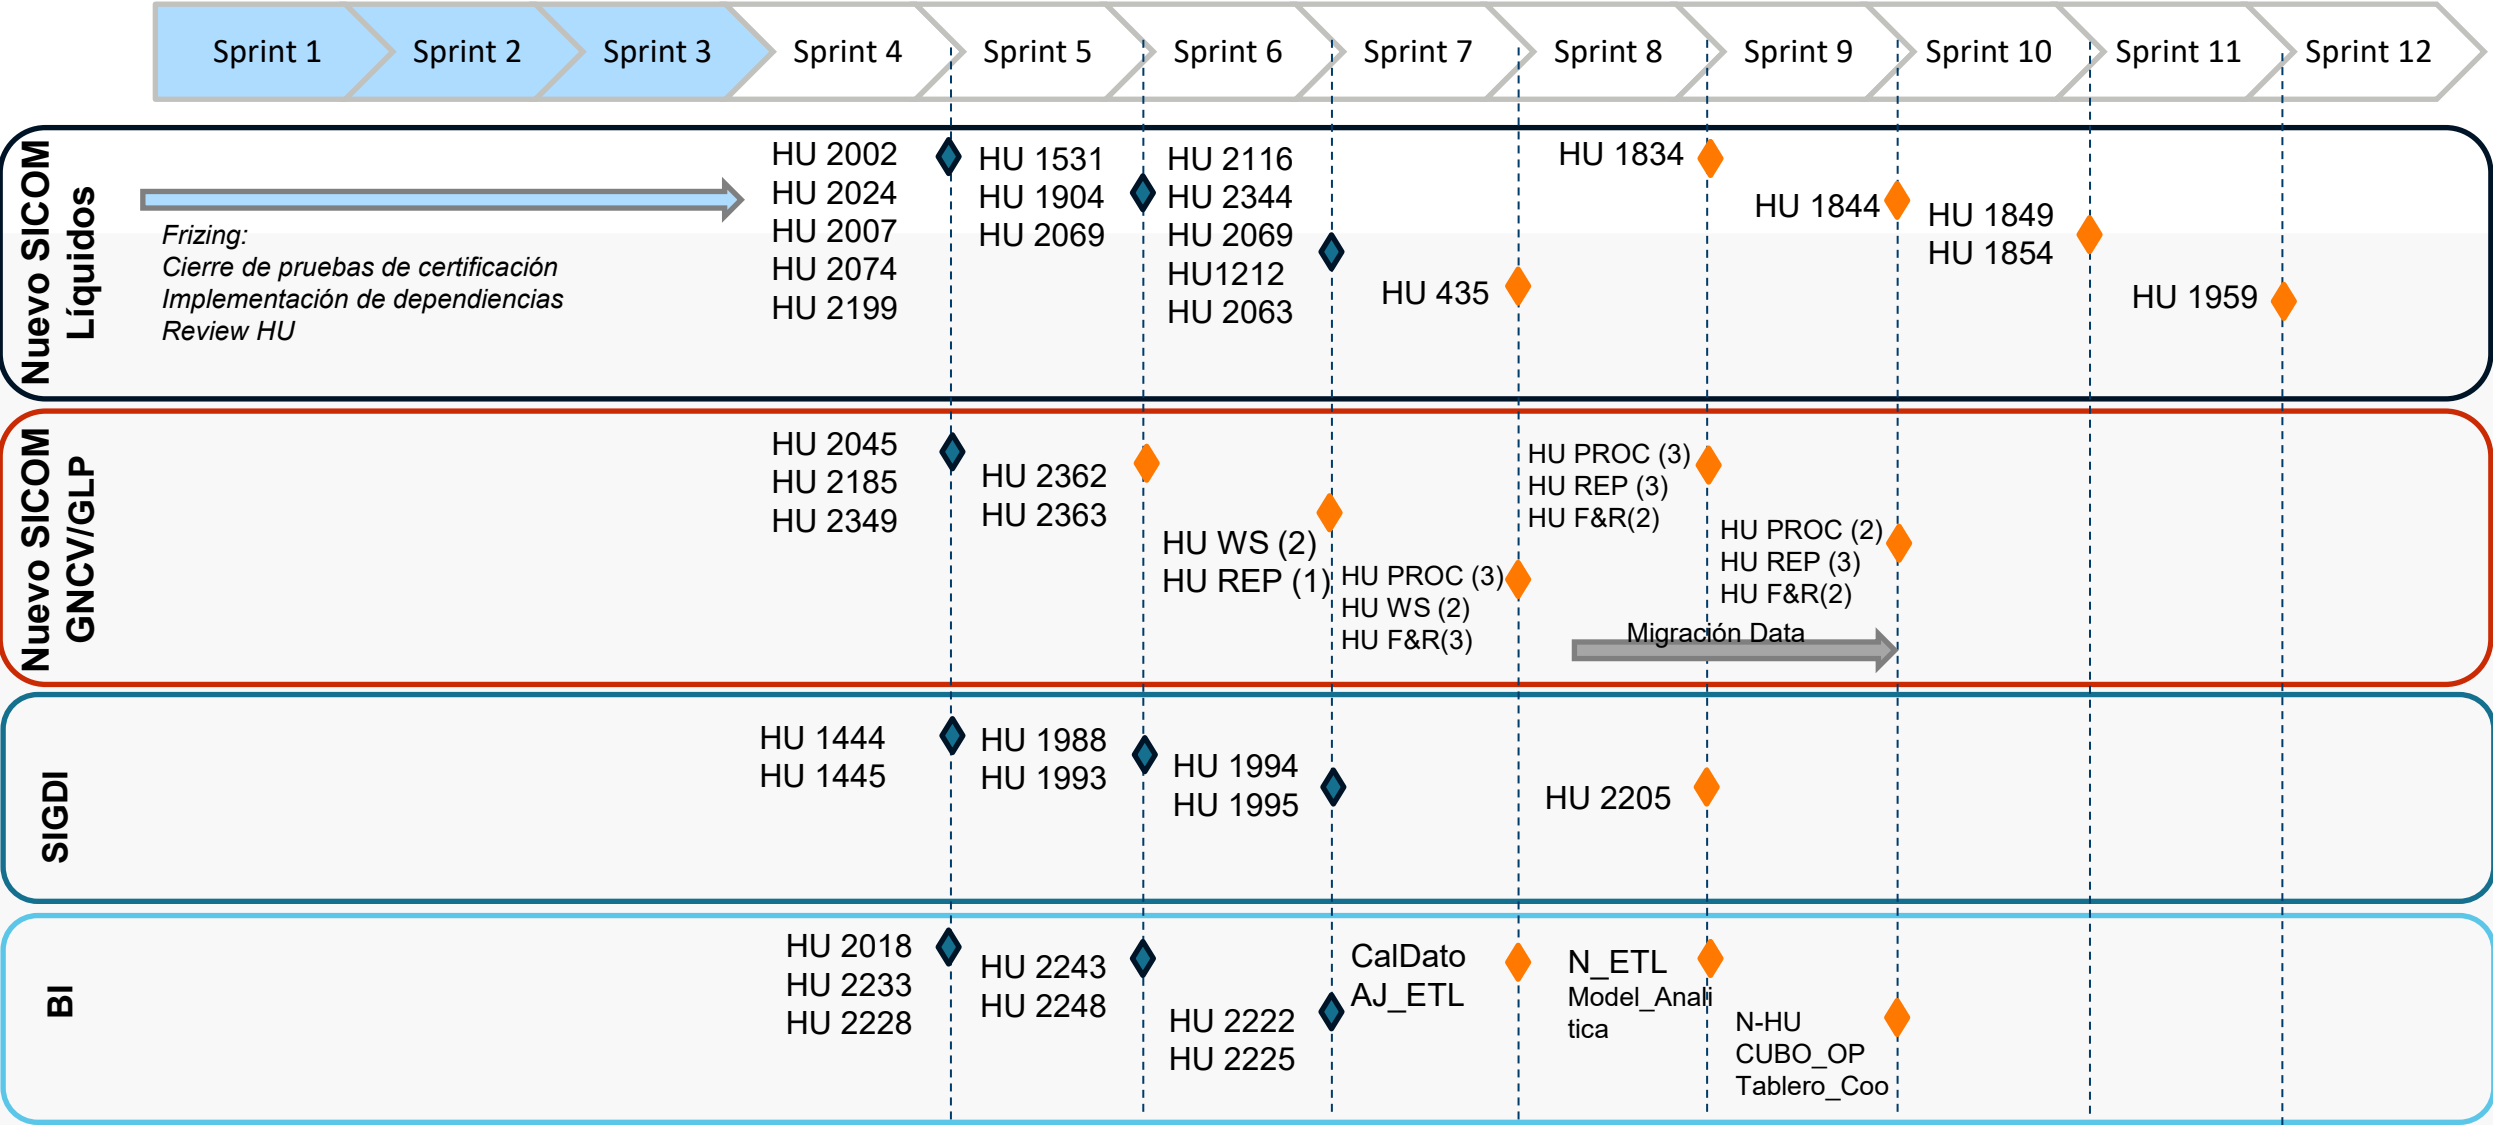 Sprint 1
Sprint 2
Sprint 3
Sprint 4
Sprint 5
Sprint 6
Sprint 7
Sprint 8
Sprint 9
Sprint 10
Sprint 11
Sprint 12
Nuevo SICOM
Líquidos
Frizing:
Cierre de pruebas de certificación
Implementación de dependiencias
Review HU
HU 2002
HU 2024
HU 2007
HU 2074
HU 2199
HU 1531
HU 1904
HU 2069
HU 2116
HU 2344
HU 2069
HU1212
HU 2063
HU 435
HU 1834
HU 1844
HU 1849
HU 1854
HU 1959
Nuevo SICOM
GNCV/GLP
HU 2045
HU 2185
HU 2349
HU 2362
HU 2363
HU WS (2)
HU REP (1)
HU PROC (3)
HU WS (2)
HU F&R(3)
HU PROC (3)
HU REP (3)
HU F&R(2)
HU PROC (2)
HU REP (3)
HU F&R(2)
Migración Data
SIGDI
HU 1444
HU 1445
HU 1988
HU 1993
HU 1994
HU 1995
HU 2205
BI
HU 2018
HU 2233
HU 2228
HU 2243
HU 2248
HU 2222
HU 2225
CalDato
AJ_ETL
N_ETL
Model_Anali
tica
N-HU
CUBO_OP
Tablero_Coo